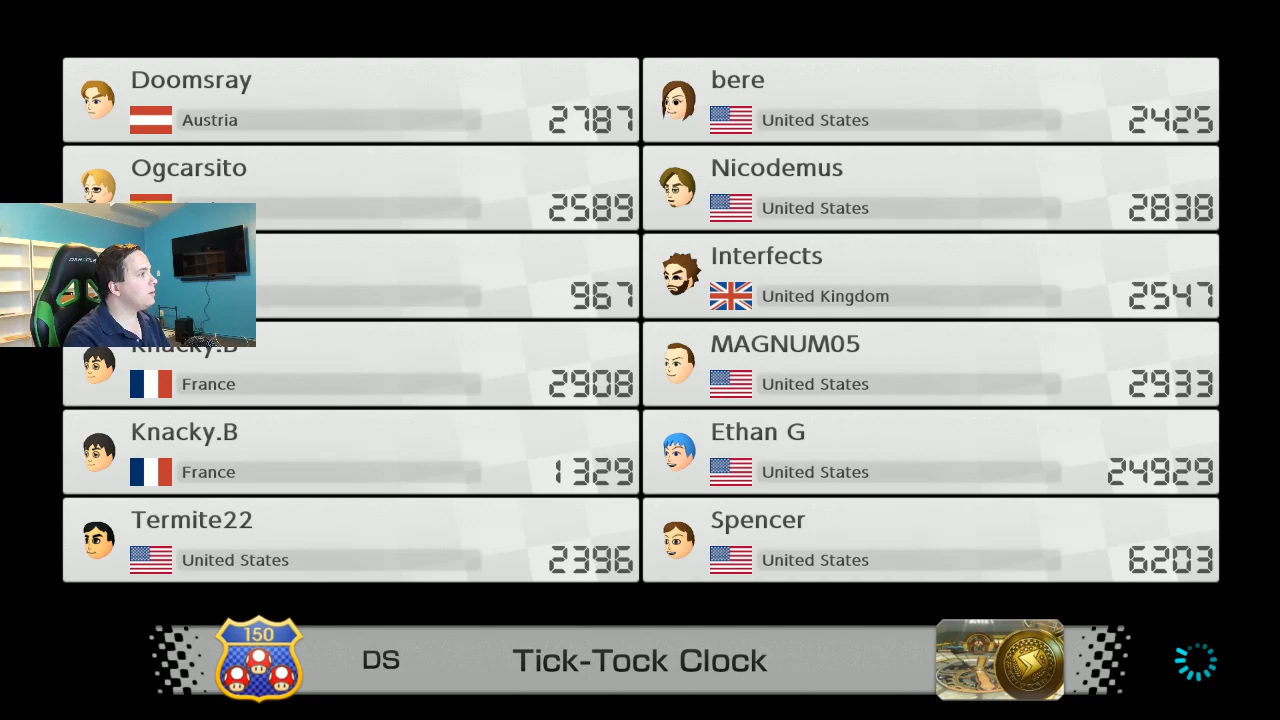 Doomsray
Austria 2787
Ogcarsito
2589
967
Knacky.B
France 2908
Knacky.B
France 1329
Termite22
United States 2396
bere
United States 2425
Nicodemus
United States 2838
Interfects
United Kingdom 2547
MAGNUM05
United States 2933
Ethan G
United States 24929
Spencer
United States 6203
150 DS Tick-Tock Clock